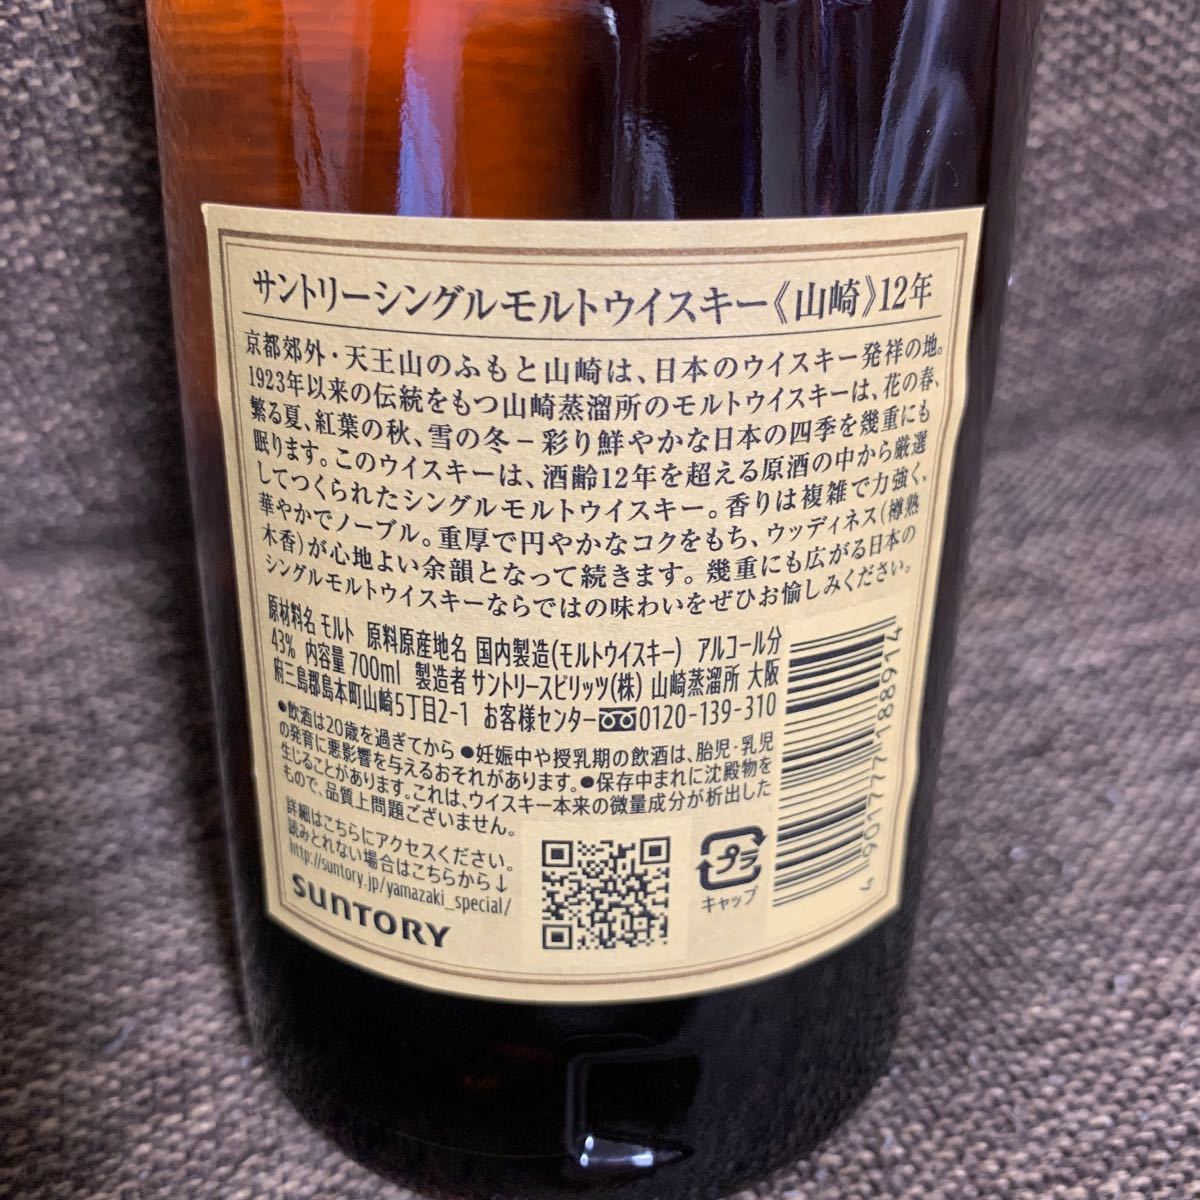 サントリーシングルモルトウイスキー《山崎》12年
京都郊外・天王山のふもと山崎は、日本のウイスキー発祥の地。
1923年以来の伝統をもつ山崎蒸溜所のモルトウイスキーは、花の春、
繁る夏、紅葉の秋、雪の冬－彩り鮮やかな日本の四季を幾重にも
眠ります。このウイスキーは、酒齢12年を超える原酒の中から厳選
してつくられたシングルモルトウイスキー。香りは複雑で力強く、
華やかでノーブル。重厚で円やかなコクをもち、ウッディネス(樽熟
木香)が心地よい余韻となって続きます。幾重にも広がる日本の
シングルモルトウイスキーならではの味わいをぜひお愉しみください。
原材料名 モルト 原料原産地名 国内製造(モルトウイスキー) アルコール分
43% 内容量 700ml 製造者 サントリースピリッツ(株) 山崎蒸溜所 大阪
府三島郡島本町山崎5丁目2-1 お客様センター 0120-139-310
●飲酒は20歳を過ぎてから ●妊娠中や授乳期の飲酒は、胎児・乳児
の発育に悪影響を与えるおそれがあります。●保存中まれに沈殿物を
生じることがあります。これは、ウイスキー本来の微量成分が析出した
もので、品質上問題ございません。
詳細はこちらにアクセスください。
読みとれない場合はこちらから↓
http://suntory.jp/yamazaki_special/
SUNTORY
プラ
キャップ
4 901777 188914